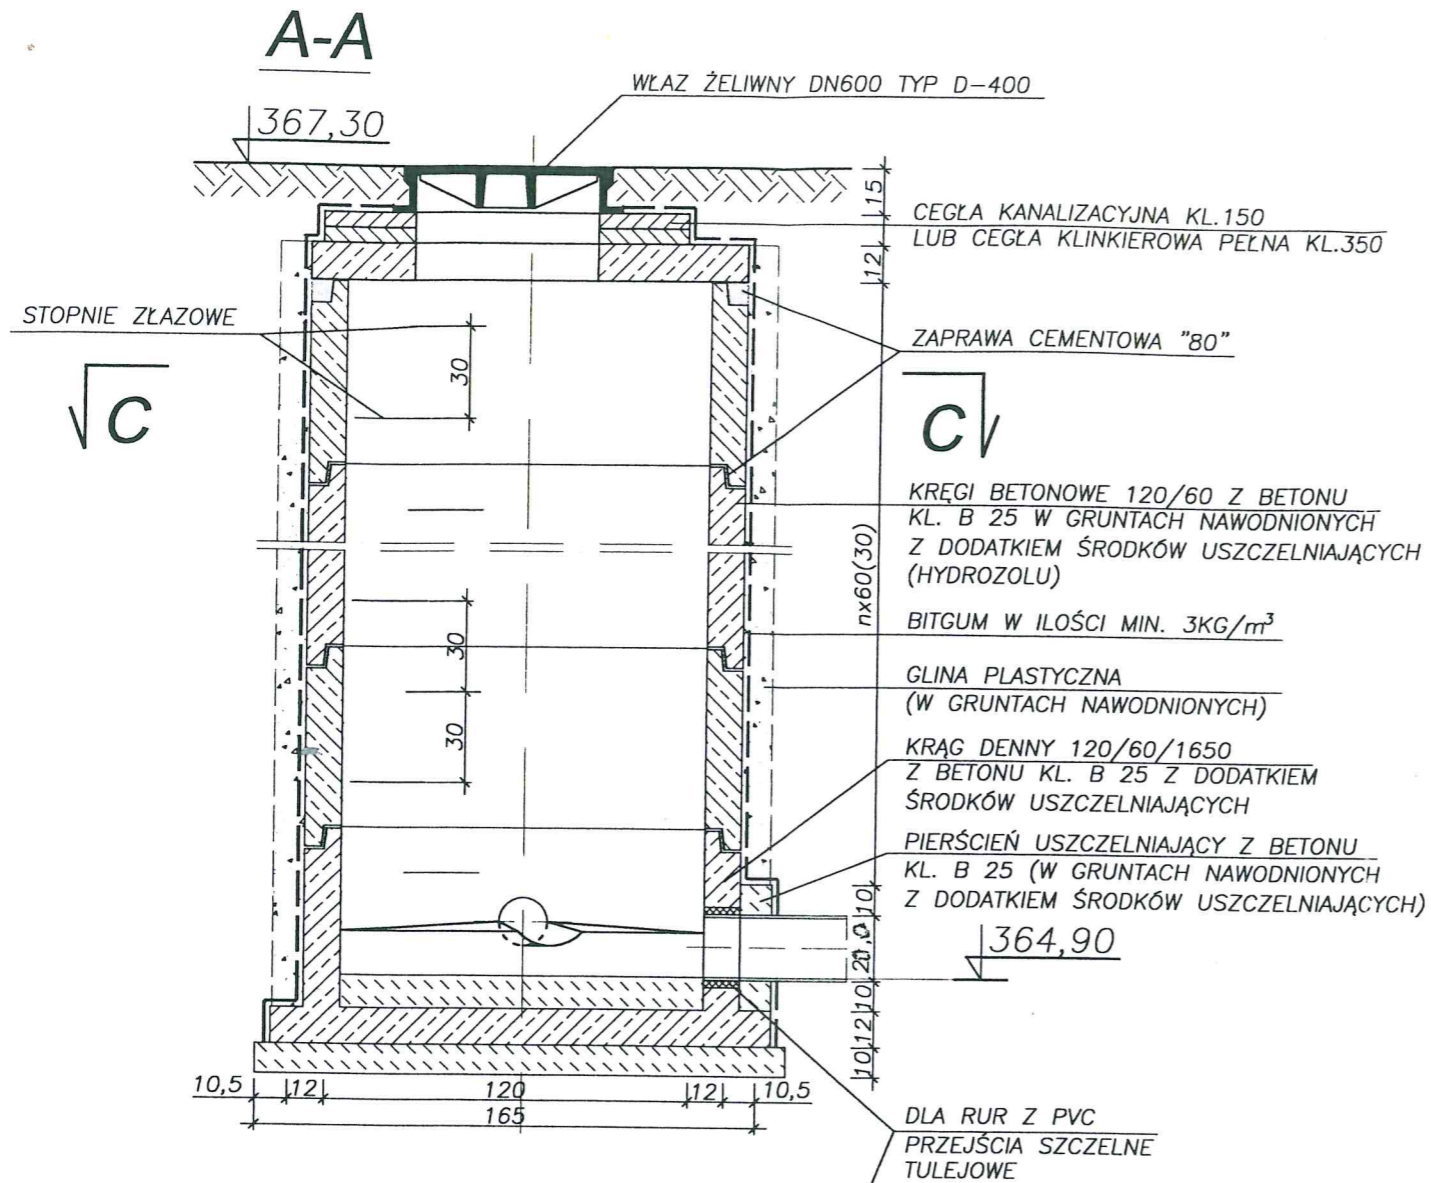 A-A
WŁAZ ŻELIWNY DN600 TYP D-400
367,30
15
CEGŁA KANALIZACYJNA KL.150
LUB CEGŁA KLINKIEROWA PEŁNA KL.350
12
STOPNIE ZŁAZOWE
ZAPRAWA CEMENTOWA "80"
30
C
C
KRĘGI BETONOWE 120/60 Z BETONU
KL. B 25 W GRUNTACH NAWODNIONYCH
Z DODATKIEM ŚRODKÓW USZCZELNIAJĄCYCH
(HYDROZOLU)
nx60(30)
BITGUM W ILOŚCI MIN. 3KG/m³
30
GLINA PLASTYCZNA
(W GRUNTACH NAWODNIONYCH)
30
KRĄG DENNY 120/60/1650
Z BETONU KL. B 25 Z DODATKIEM
ŚRODKÓW USZCZELNIAJĄCYCH
PIERŚCIEŃ USZCZELNIAJĄCY Z BETONU
KL. B 25 (W GRUNTACH NAWODNIONYCH
Z DODATKIEM ŚRODKÓW USZCZELNIAJĄCYCH)
10
364,90
10
12
10
10,5
12
120
12
10,5
165
DLA RUR Z PVC
PRZEJŚCIA SZCZELNE
TULEJOWE